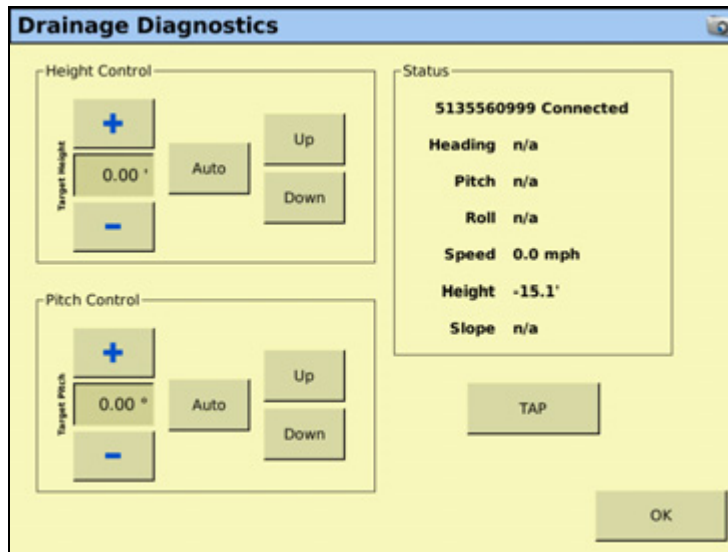 Drainage Diagnostics
Height Control
+
Target Height
0.00 '
−
Auto
Up
Down
Pitch Control
+
Target Pitch
0.00 °
−
Auto
Up
Down
Status
5135560999 Connected
Heading n/a
Pitch n/a
Roll n/a
Speed 0.0 mph
Height -15.1'
Slope n/a
TAP
OK